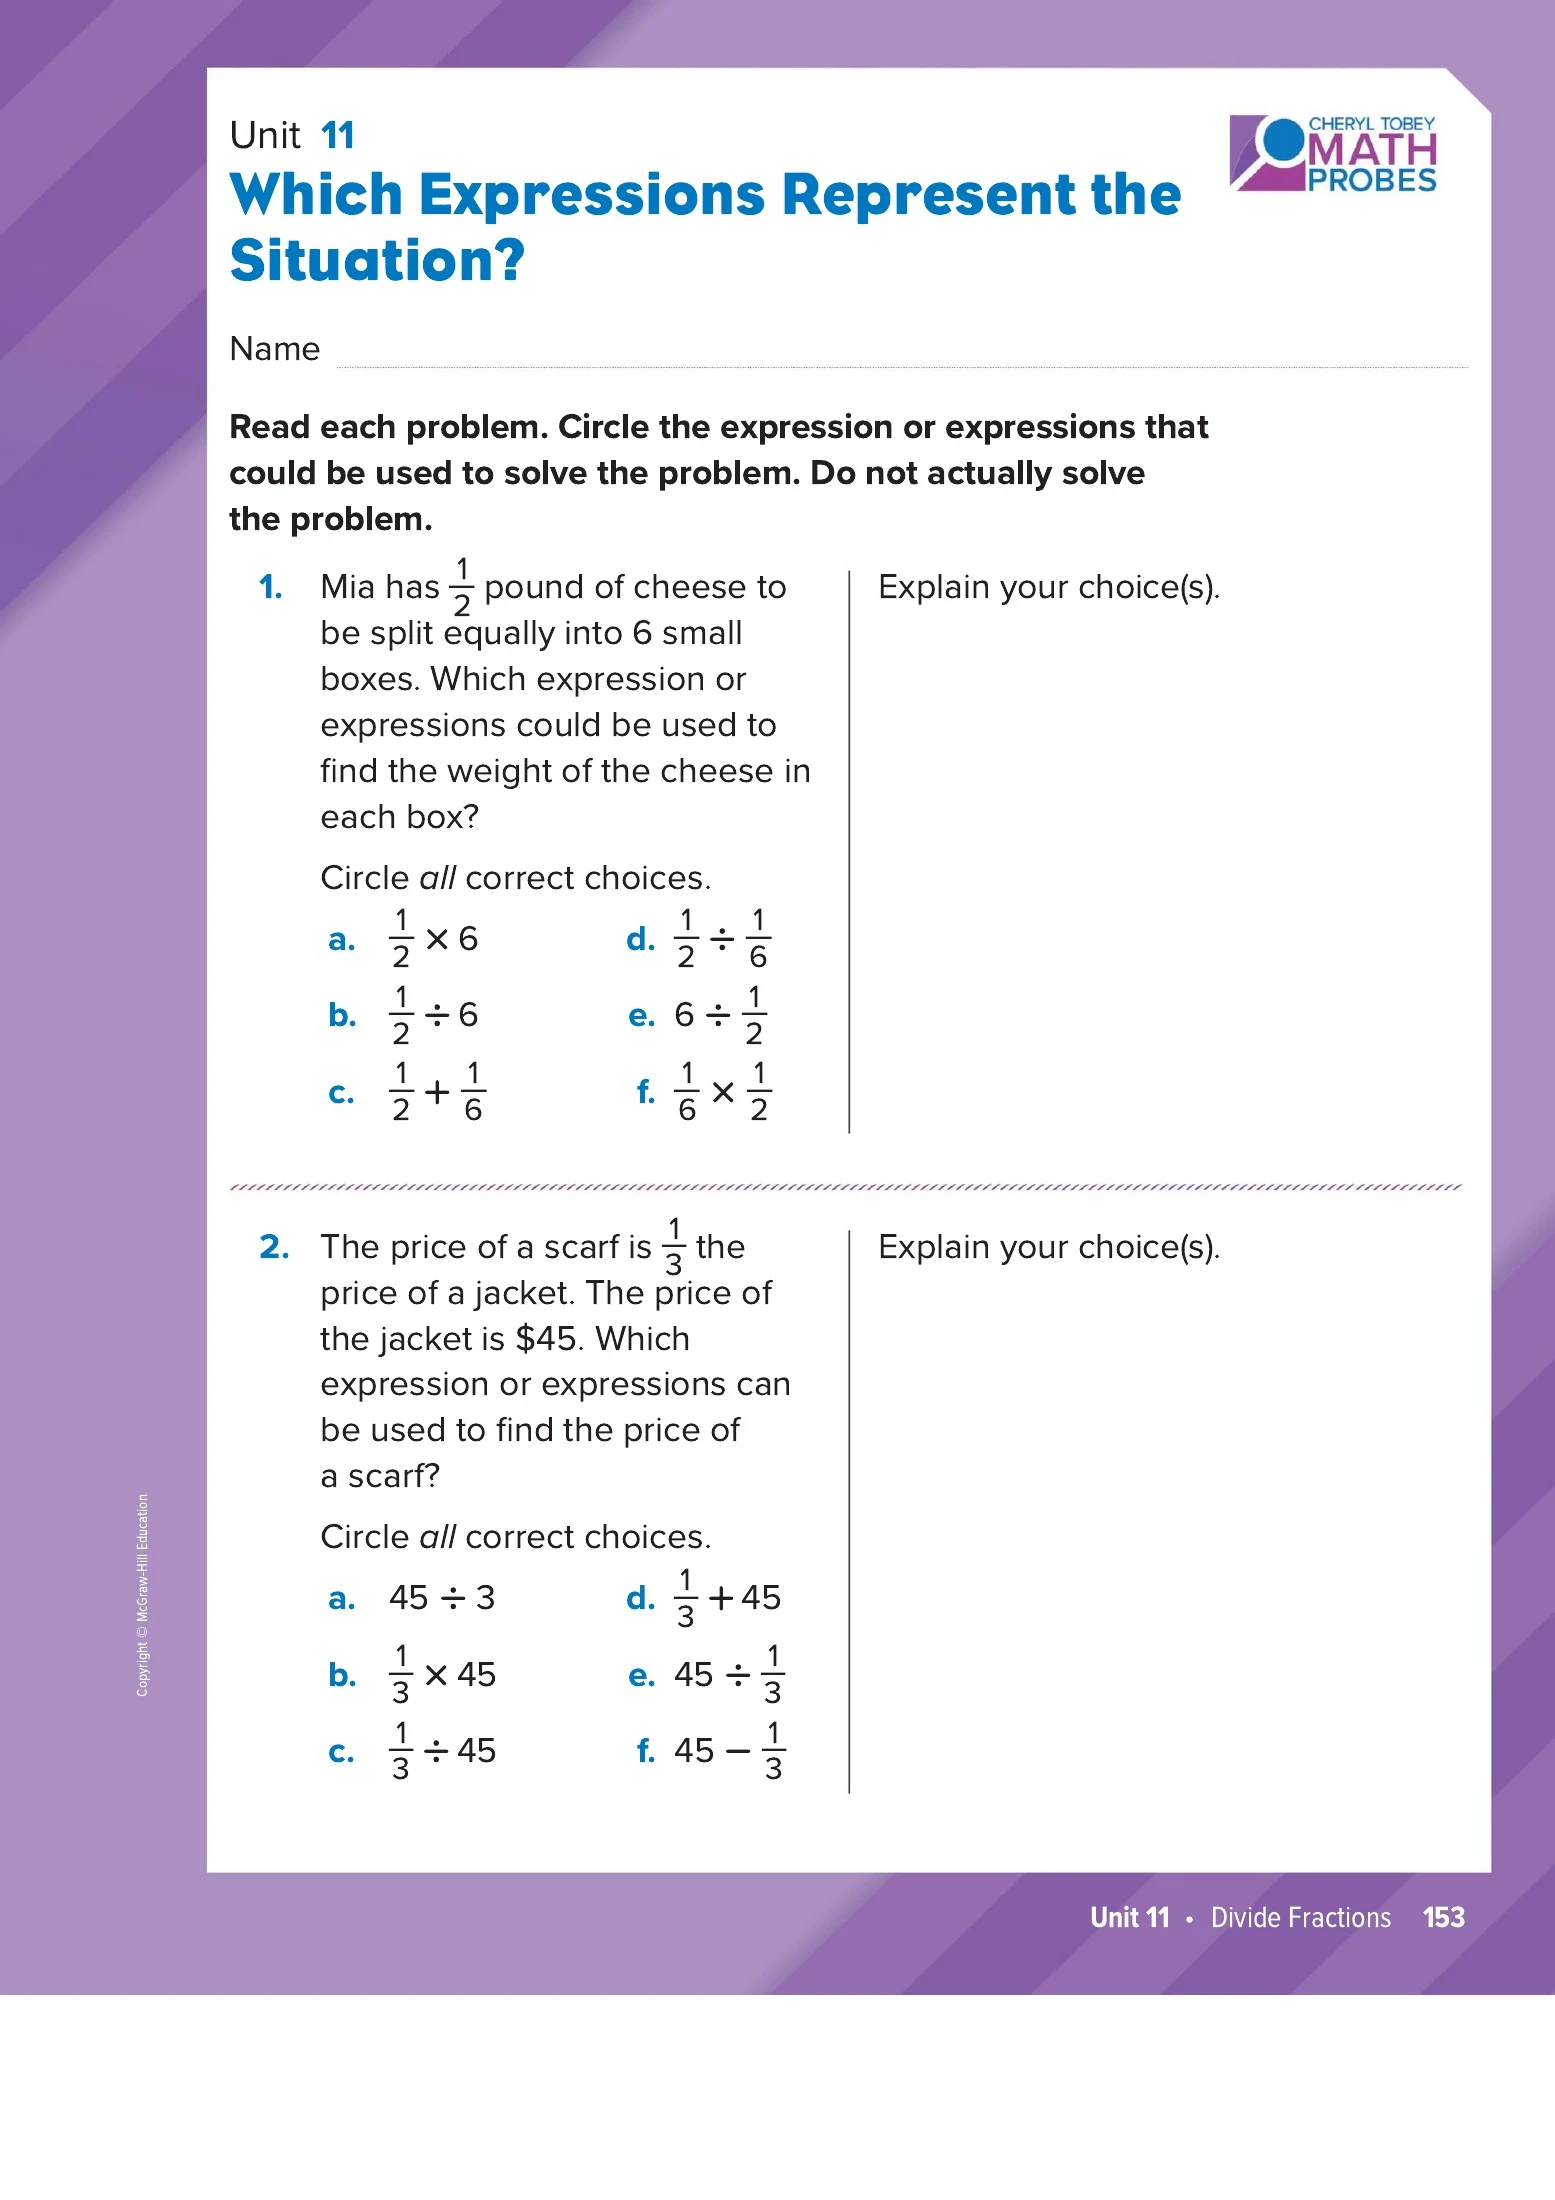 Unit 11
CHERYL TOBEY
MATH
PROBES
Which Expressions Represent the
Situation?
Name
Read each problem. Circle the expression or expressions that
could be used to solve the problem. Do not actually solve
the problem.
1. Mia has 1/2 pound of cheese to
be split equally into 6 small
boxes. Which expression or
expressions could be used to
find the weight of the cheese in
each box?
Circle all correct choices.
a. 1/2 × 6
b. 1/2 ÷ 6
c. 1/2 + 1/6
d. 1/2 ÷ 1/6
e. 6 ÷ 1/2
f. 1/6 × 1/2
Explain your choice(s).
2. The price of a scarf is 1/3 the
price of a jacket. The price of
the jacket is $45. Which
expression or expressions can
be used to find the price of
a scarf?
Circle all correct choices.
a. 45 ÷ 3
b. 1/3 × 45
c. 1/3 ÷ 45
d. 1/3 + 45
e. 45 ÷ 1/3
f. 45 − 1/3
Explain your choice(s).
Copyright © McGraw-Hill Education
Unit 11 • Divide Fractions 153